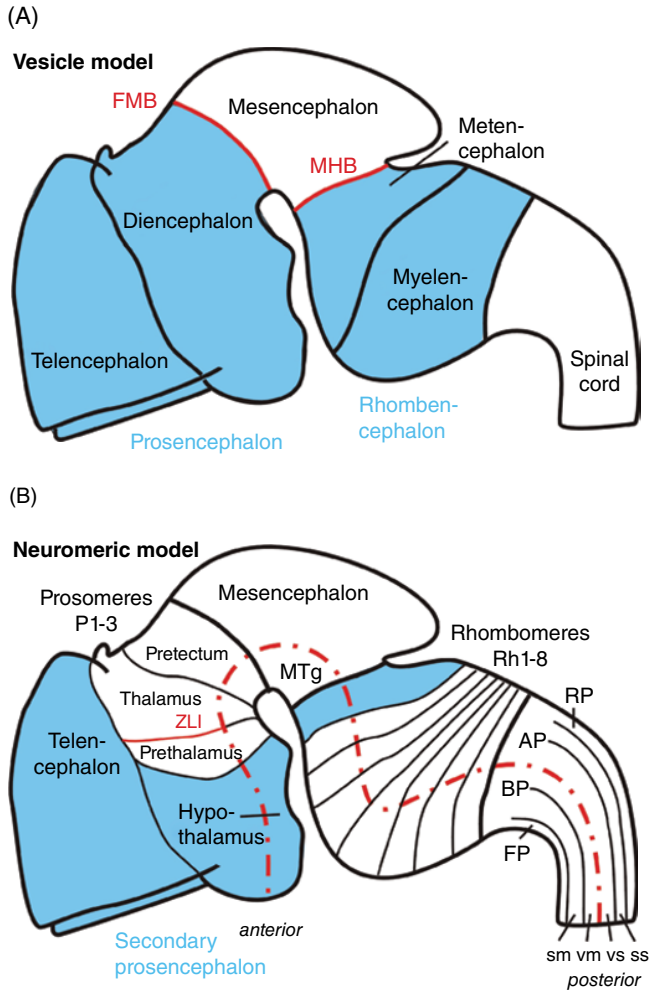 (A)
Vesicle model
FMB
Mesencephalon
Meten-
cephalon
MHB
Diencephalon
Myelen-
cephalon
Telencephalon
Spinal
cord
Rhomben-
cephalon
Prosencephalon
(B)
Neuromeric model
Mesencephalon
Prosomeres
P1-3
Rhombomeres
Rh1-8
Pretectum
MTg
Thalamus
RP
ZLI
Telen-
cephalon
AP
Prethalamus
BP
Hypo-
thalamus
FP
anterior
Secondary
prosencephalon
sm vm vs ss
posterior